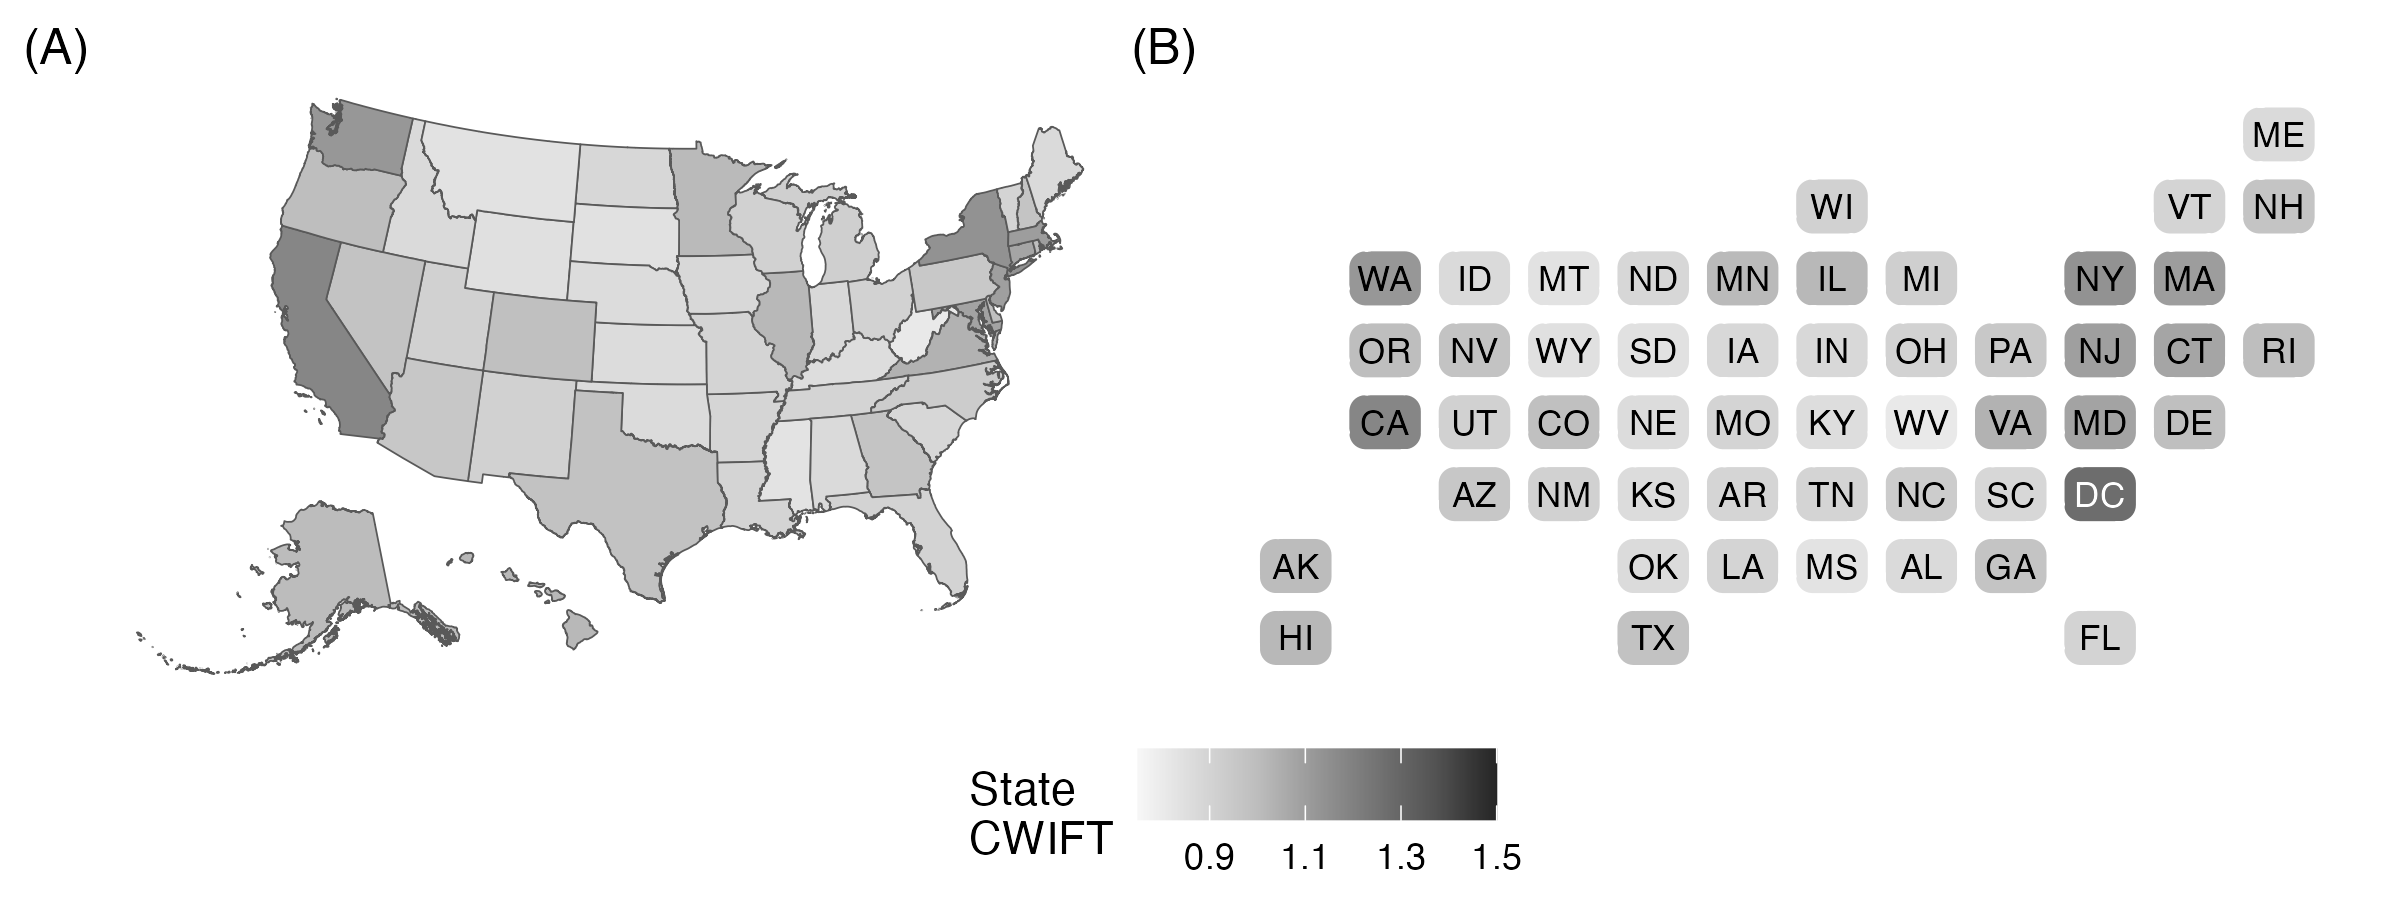 (A)
(B)
ME
WI VT NH
WA ID MT ND MN IL MI NY MA
OR NV WY SD IA IN OH PA NJ CT RI
CA UT CO NE MO KY WV VA MD DE
AZ NM KS AR TN NC SC DC
AK OK LA MS AL GA
HI TX FL
State
CWIFT
0.9 1.1 1.3 1.5